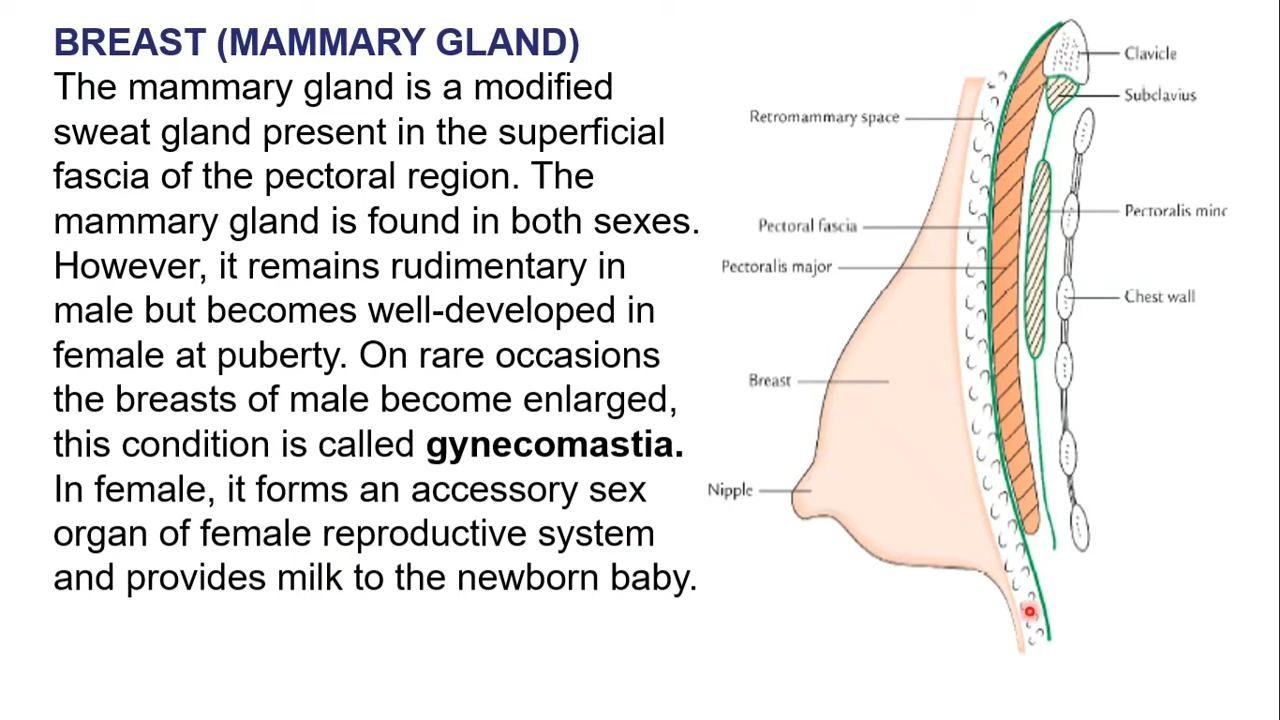 BREAST (MAMMARY GLAND)
The mammary gland is a modified
sweat gland present in the superficial
fascia of the pectoral region. The
mammary gland is found in both sexes.
However, it remains rudimentary in
male but becomes well-developed in
female at puberty. On rare occasions
the breasts of male become enlarged,
this condition is called gynecomastia.
In female, it forms an accessory sex
organ of female reproductive system
and provides milk to the newborn baby.
Clavicle
Subclavius
Retromammary space
Pectoralis minc
Pectoral fascia
Pectoralis major
Chest wall
Breast
Nipple